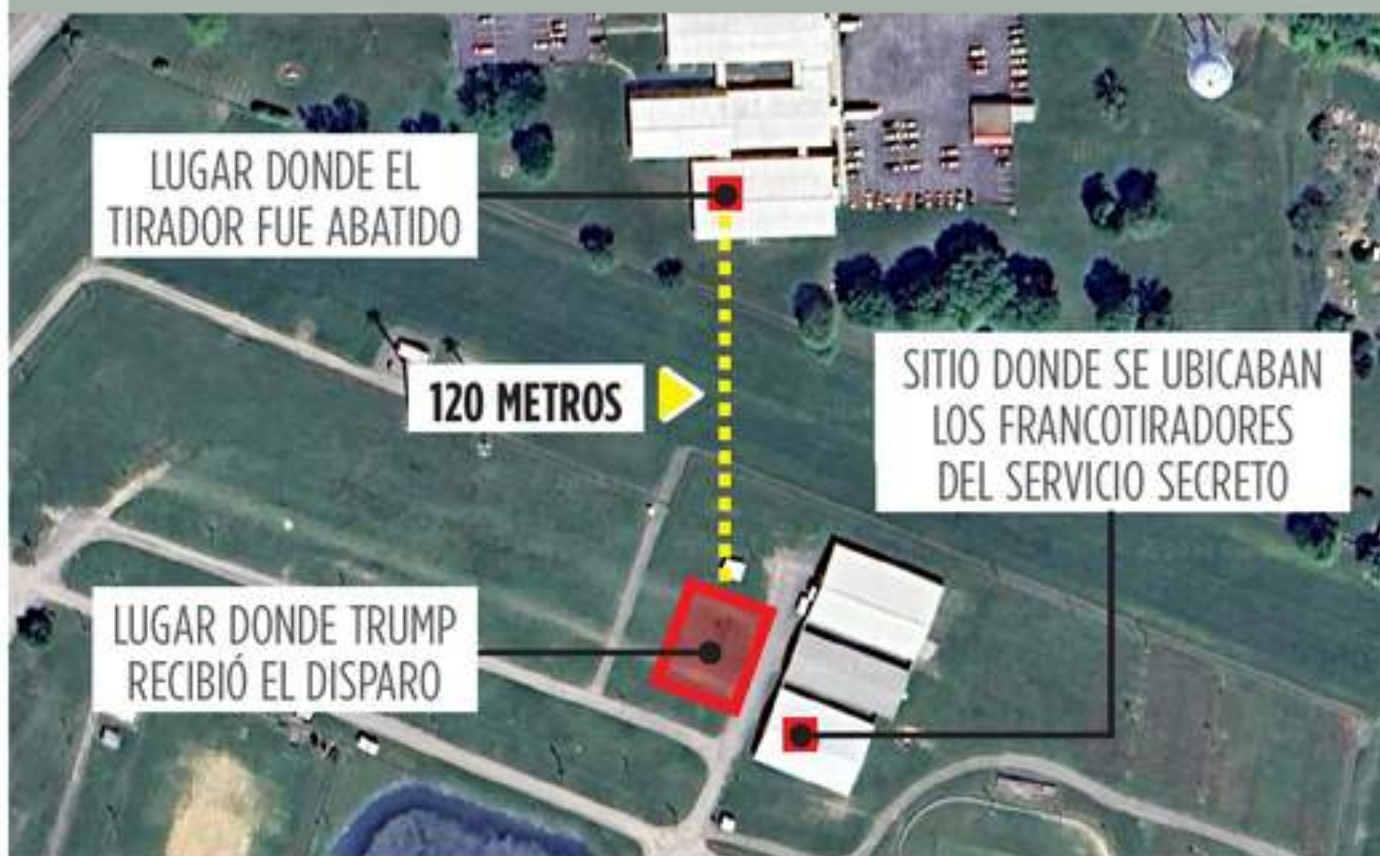 LUGAR DONDE EL
TIRADOR FUE ABATIDO
120 METROS
SITIO DONDE SE UBICABAN
LOS FRANCOTIRADORES
DEL SERVICIO SECRETO
LUGAR DONDE TRUMP
RECIBIÓ EL DISPARO